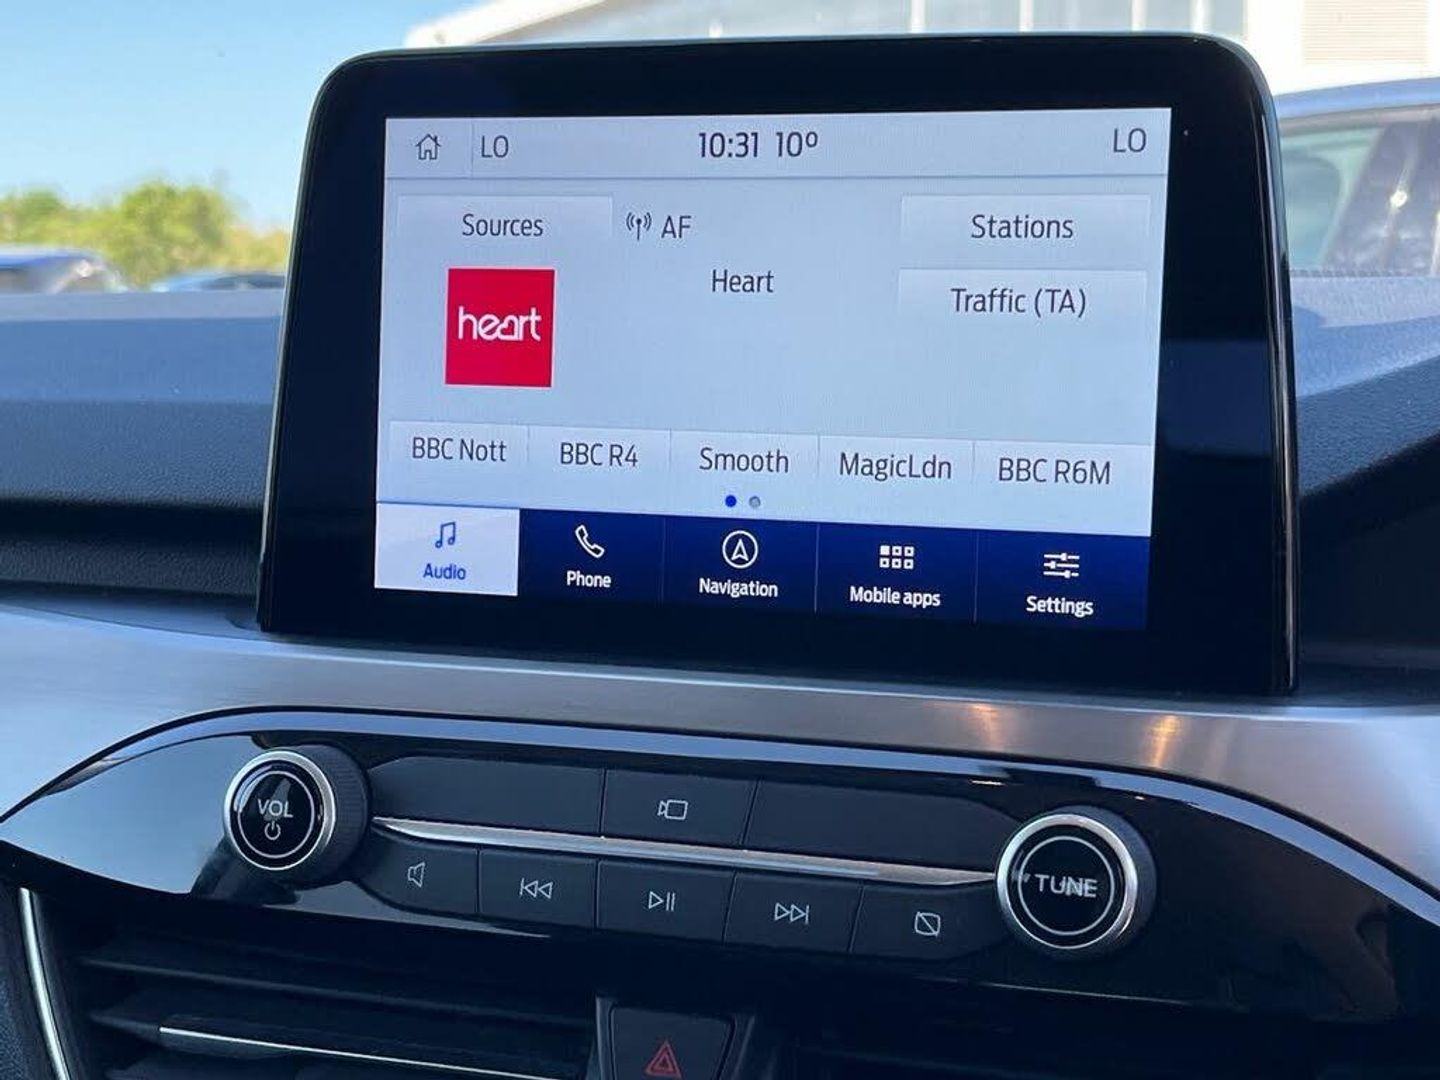 LO 10:31 10° LO
Sources AF Stations
Heart
Traffic (TA)
heart
BBC Nott BBC R4 Smooth MagicLdn BBC R6M
Audio Phone Navigation Mobile apps Settings
VOL
TUNE